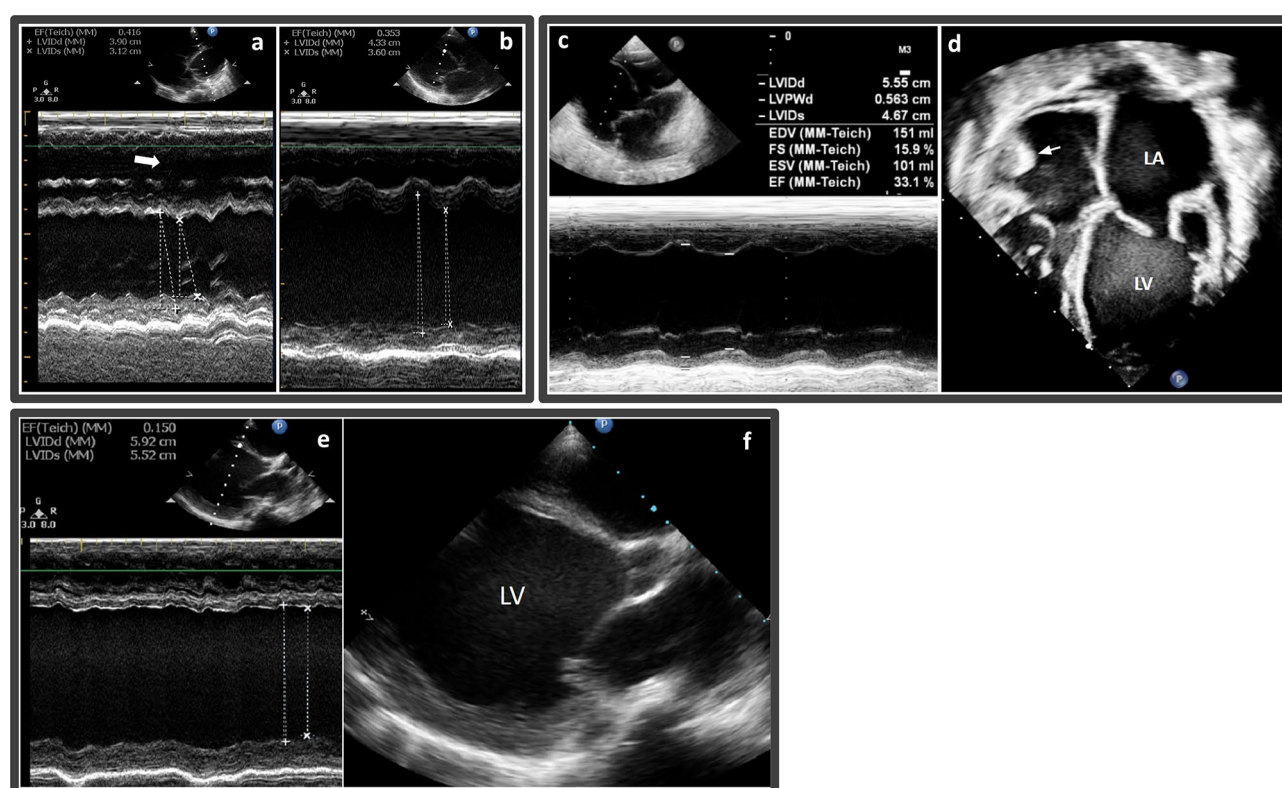 EF(Teich) (MM) 0.416
+ LVIDd (MM) 3.90 cm
× LVIDs (MM) 3.12 cm
a
P
G
P R
3.0 8.0
EF(Teich) (MM) 0.353
+ LVIDd (MM) 4.33 cm
× LVIDs (MM) 3.60 cm
b
P
G
P R
3.0 8.0
c
P
0
M3
LVIDd 5.55 cm
LVPWd 0.563 cm
LVIDs 4.67 cm
EDV (MM-Teich) 151 ml
FS (MM-Teich) 15.9 %
ESV (MM-Teich) 101 ml
EF (MM-Teich) 33.1 %
d
LA
LV
P
EF(Teich) (MM) 0.150
LVIDd (MM) 5.92 cm
LVIDs (MM) 5.52 cm
e
P
G
P R
3.0 8.0
f
P
LV